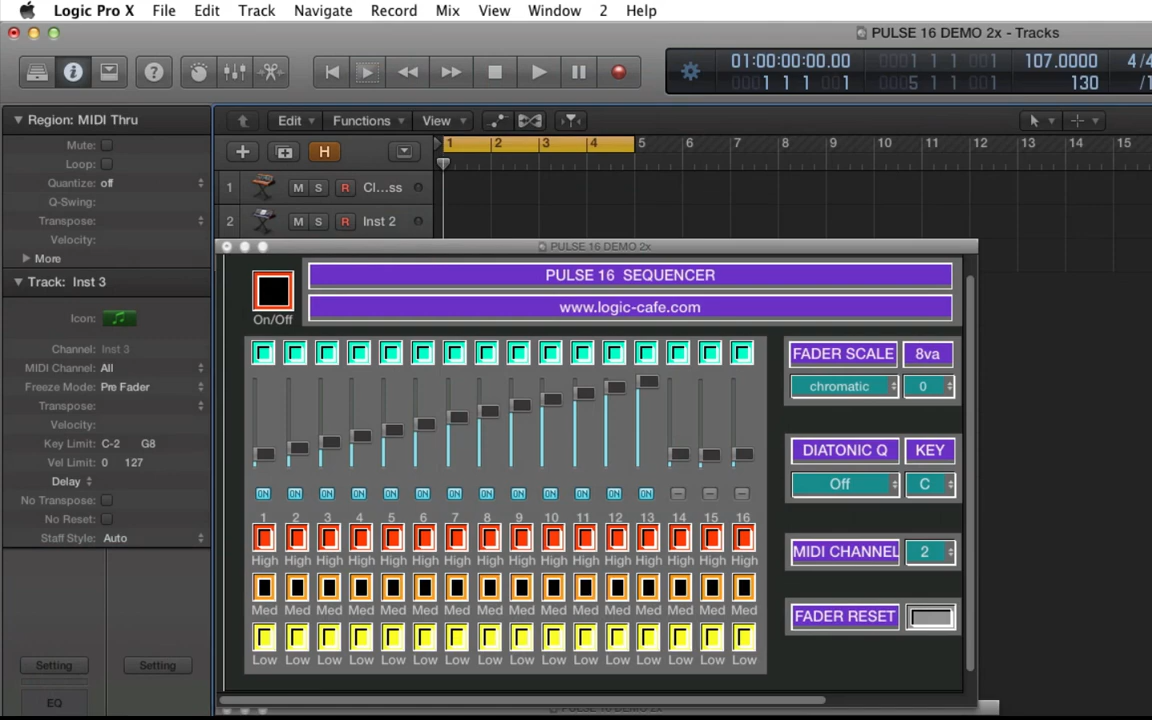 Logic Pro X File Edit Track Navigate Record Mix View Window 2 Help
PULSE 16 DEMO 2x - Tracks
01:00:00:00.00 0001 1 1 001 107.0000 4/4
0001 1 1 001 0005 1 1 001 130
Region: MIDI Thru
Mute:
Loop:
Quantize: off
Q-Swing:
Transpose:
Velocity:
More
Track: Inst 3
Icon:
Channel: Inst 3
MIDI Channel: All
Freeze Mode: Pre Fader
Transpose:
Velocity:
Key Limit: C-2 G8
Vel Limit: 0 127
Delay
No Transpose:
No Reset:
Staff Style: Auto
Setting Setting
EQ
Edit Functions View
H
1 2 3 4 5 6 7 8 9 10 11 12 13 14 15
1 M S R Cl...ss
2 M S R Inst 2
PULSE 16 DEMO 2x
On/Off
PULSE 16 SEQUENCER
www.logic-cafe.com
ON ON ON ON ON ON ON ON ON ON ON ON ON
1 2 3 4 5 6 7 8 9 10 11 12 13 14 15 16
High High High High High High High High High High High High High High High High
Med Med Med Med Med Med Med Med Med Med Med Med Med Med Med Med
Low Low Low Low Low Low Low Low Low Low Low Low Low Low Low Low
FADER SCALE 8va
chromatic 0
DIATONIC Q KEY
Off C
MIDI CHANNEL 2
FADER RESET